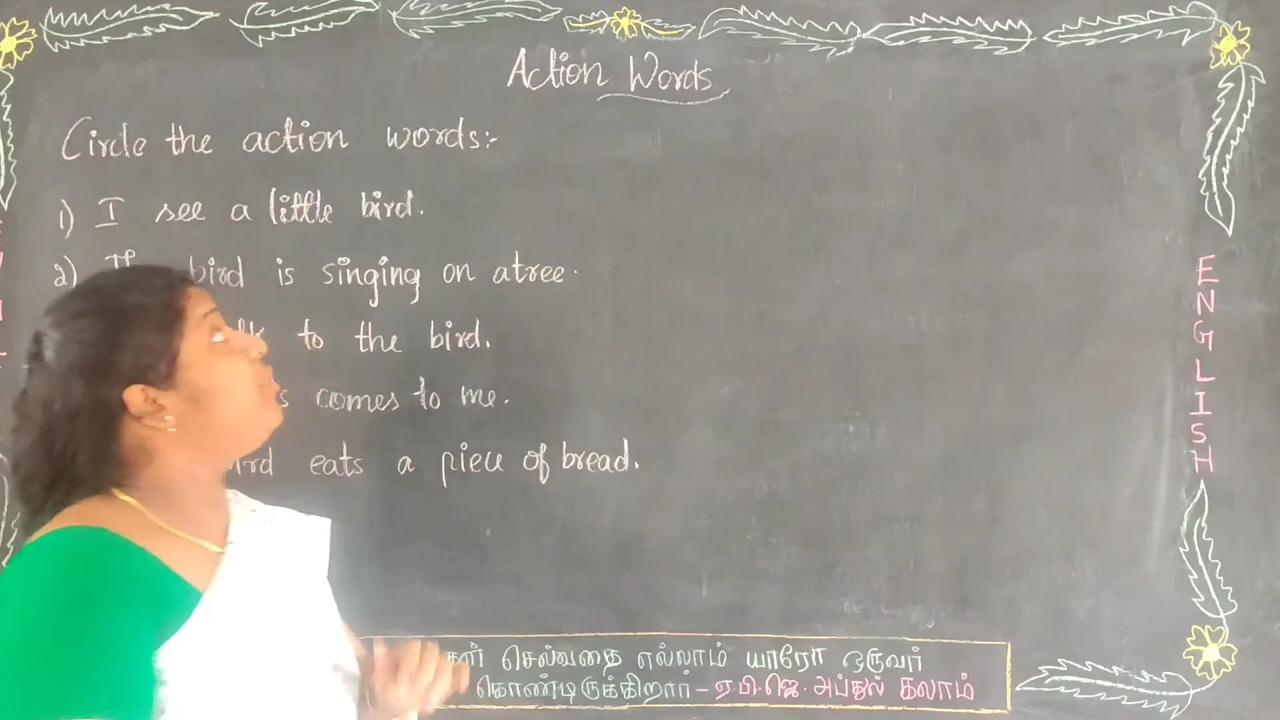 Action Words
Circle the action words:-
1) I see a little bird.
2) bird is singing on a tree.
to the bird.
comes to me.
eats a piece of bread.
ENGLISH
செல்வதை எல்லாம் யாரோ ஒருவர்
கொண்டிருக்கிறார் - ஏ.பி.ஜெ. அப்துல் கலாம்